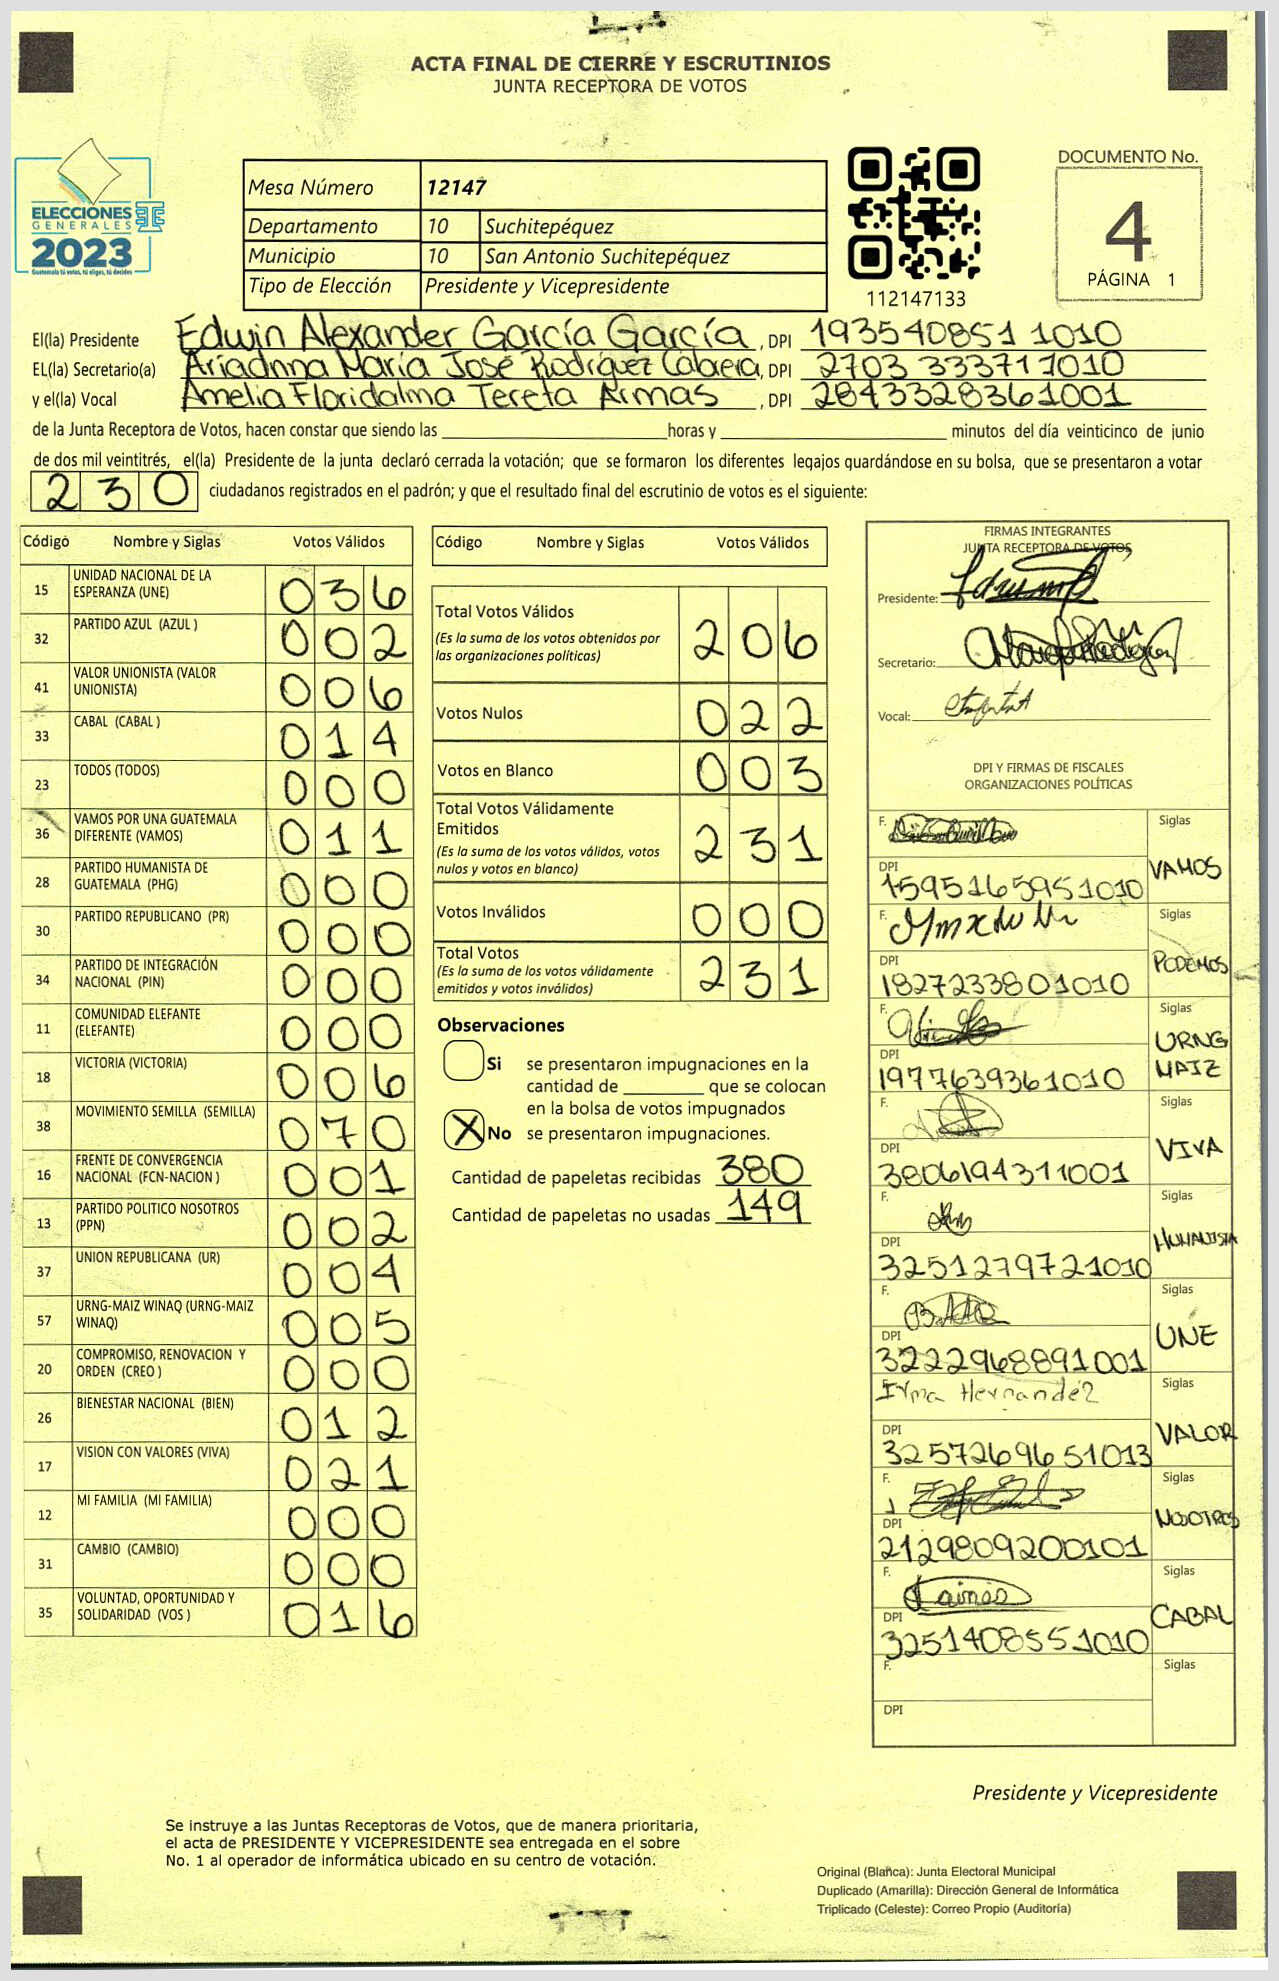 ACTA FINAL DE CIERRE Y ESCRUTINIOS
JUNTA RECEPTORA DE VOTOS
ELECCIONES
GENERALES
2023
Guatemala tú votas, tú eliges, tú decides
Mesa Número 12147
Departamento 10 Suchitepéquez
Municipio 10 San Antonio Suchitepéquez
Tipo de Elección Presidente y Vicepresidente
112147133
DOCUMENTO No.
4
PÁGINA 1
El(la) Presidente Edwin Alexander García García, DPI 193540851 1010
EL(la) Secretario(a) Ariadnna María José Rodríguez Cabrera, DPI 2703 333711010
y el(la) Vocal Amelia Floridalma Tereta Armas, DPI 2843328361001
de la Junta Receptora de Votos, hacen constar que siendo las horas y minutos del día veinticinco de junio
de dos mil veintitrés, el(la) Presidente de la junta declaró cerrada la votación; que se formaron los diferentes legajos guardándose en su bolsa, que se presentaron a votar
230 ciudadanos registrados en el padrón; y que el resultado final del escrutinio de votos es el siguiente:
Código Nombre y Siglas Votos Válidos
15 UNIDAD NACIONAL DE LA
ESPERANZA (UNE) 036
32 PARTIDO AZUL (AZUL ) 002
41 VALOR UNIONISTA (VALOR
UNIONISTA) 006
33 CABAL (CABAL ) 014
23 TODOS (TODOS) 000
36 VAMOS POR UNA GUATEMALA
DIFERENTE (VAMOS) 011
28 PARTIDO HUMANISTA DE
GUATEMALA (PHG) 000
30 PARTIDO REPUBLICANO (PR) 000
34 PARTIDO DE INTEGRACIÓN
NACIONAL (PIN) 000
11 COMUNIDAD ELEFANTE
(ELEFANTE) 000
18 VICTORIA (VICTORIA) 006
38 MOVIMIENTO SEMILLA (SEMILLA) 070
16 FRENTE DE CONVERGENCIA
NACIONAL (FCN-NACION ) 001
13 PARTIDO POLITICO NOSOTROS
(PPN) 002
37 UNION REPUBLICANA (UR) 004
57 URNG-MAIZ WINAQ (URNG-MAIZ
WINAQ) 005
20 COMPROMISO, RENOVACION Y
ORDEN (CREO ) 000
26 BIENESTAR NACIONAL (BIEN) 012
17 VISION CON VALORES (VIVA) 021
12 MI FAMILIA (MI FAMILIA) 000
31 CAMBIO (CAMBIO) 000
35 VOLUNTAD, OPORTUNIDAD Y
SOLIDARIDAD (VOS ) 016
Código Nombre y Siglas Votos Válidos
Total Votos Válidos 206
(Es la suma de los votos obtenidos por
las organizaciones políticas)
Votos Nulos 022
Votos en Blanco 003
Total Votos Válidamente
Emitidos 231
(Es la suma de los votos válidos, votos
nulos y votos en blanco)
Votos Inválidos 000
Total Votos 231
(Es la suma de los votos válidamente
emitidos y votos inválidos)
Observaciones
Si se presentaron impugnaciones en la
cantidad de que se colocan
en la bolsa de votos impugnados
X No se presentaron impugnaciones.
Cantidad de papeletas recibidas 380
Cantidad de papeletas no usadas 149
FIRMAS INTEGRANTES
JUNTA RECEPTORA DE VOTOS
Presidente:
Secretario:
Vocal:
DPI Y FIRMAS DE FISCALES
ORGANIZACIONES POLÍTICAS
F. Siglas
VAMOS
DPI
1595165951010
F. Siglas
PODEMOS
DPI
1827233801010
F. Siglas
URNG
MAIZ
DPI
1977639361010
F. Siglas
VIVA
DPI
3806194311001
F. Siglas
HUMANISTA
DPI
3251279721010
F. Siglas
UNE
DPI
3222968891001
Irma Hernandéz Siglas
VALOR
DPI
3257269651013
F. Siglas
NOSOTROS
DPI
2129809200101
F. Siglas
CABAL
DPI
3251408551010
F. Siglas
DPI
Presidente y Vicepresidente
Se instruye a las Juntas Receptoras de Votos, que de manera prioritaria,
el acta de PRESIDENTE Y VICEPRESIDENTE sea entregada en el sobre
No. 1 al operador de informática ubicado en su centro de votación.
Original (Blanca): Junta Electoral Municipal
Duplicado (Amarilla): Dirección General de Informática
Triplicado (Celeste): Correo Propio (Auditoría)